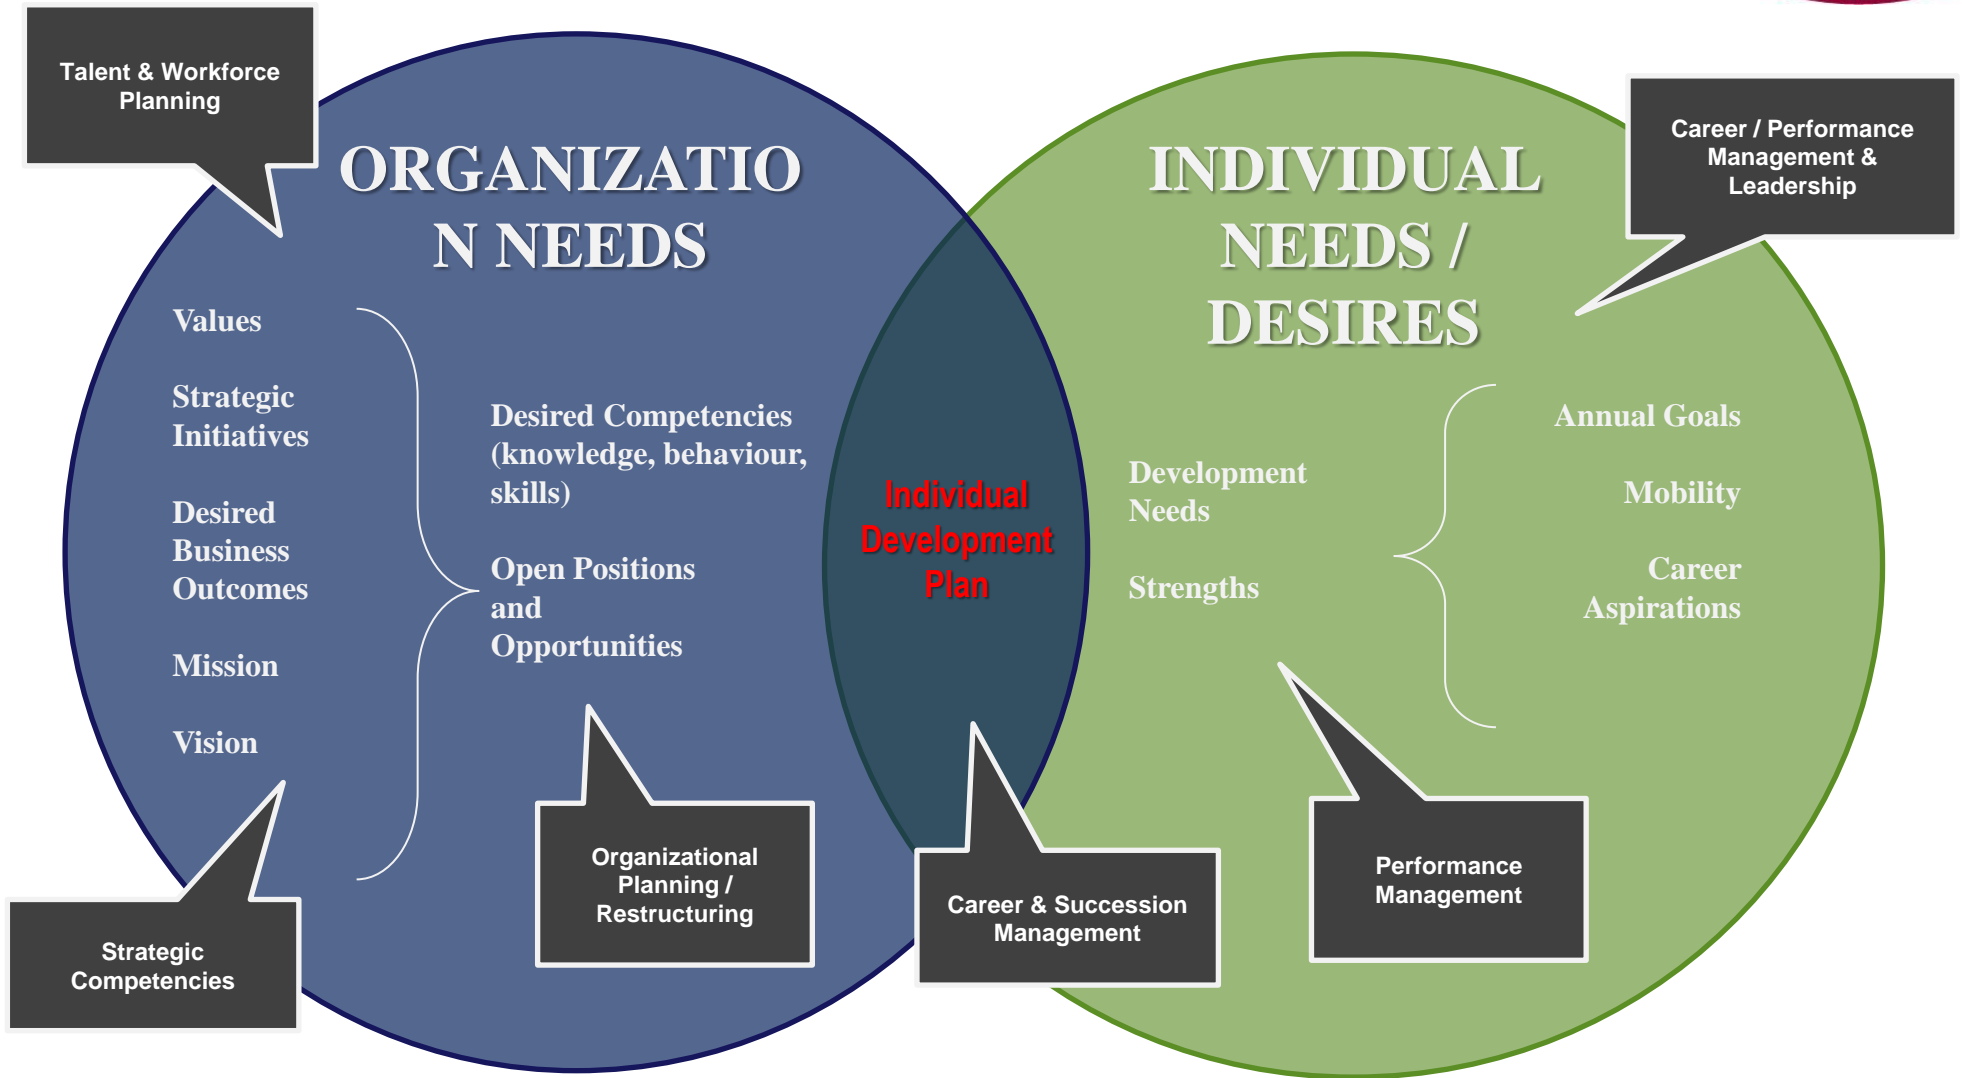 Talent & Workforce
Planning
ORGANIZATIO
N NEEDS
Values
Strategic
Initiatives
Desired
Business
Outcomes
Mission
Vision
Desired Competencies
(knowledge, behaviour,
skills)
Open Positions
and
Opportunities
Strategic
Competencies
Organizational
Planning /
Restructuring
Individual
Development
Plan
Career & Succession
Management
INDIVIDUAL
NEEDS /
DESIRES
Career / Performance
Management &
Leadership
Development
Needs
Strengths
Annual Goals
Mobility
Career
Aspirations
Performance
Management